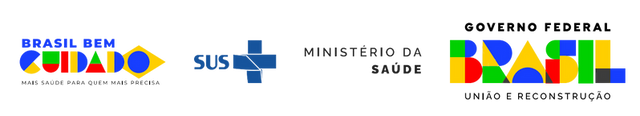 BRASIL BEM
CUIDADO
MAIS SAÚDE PARA QUEM MAIS PRECISA
SUS
MINISTÉRIO DA
SAÚDE
GOVERNO FEDERAL
BRASIL
UNIÃO E RECONSTRUÇÃO